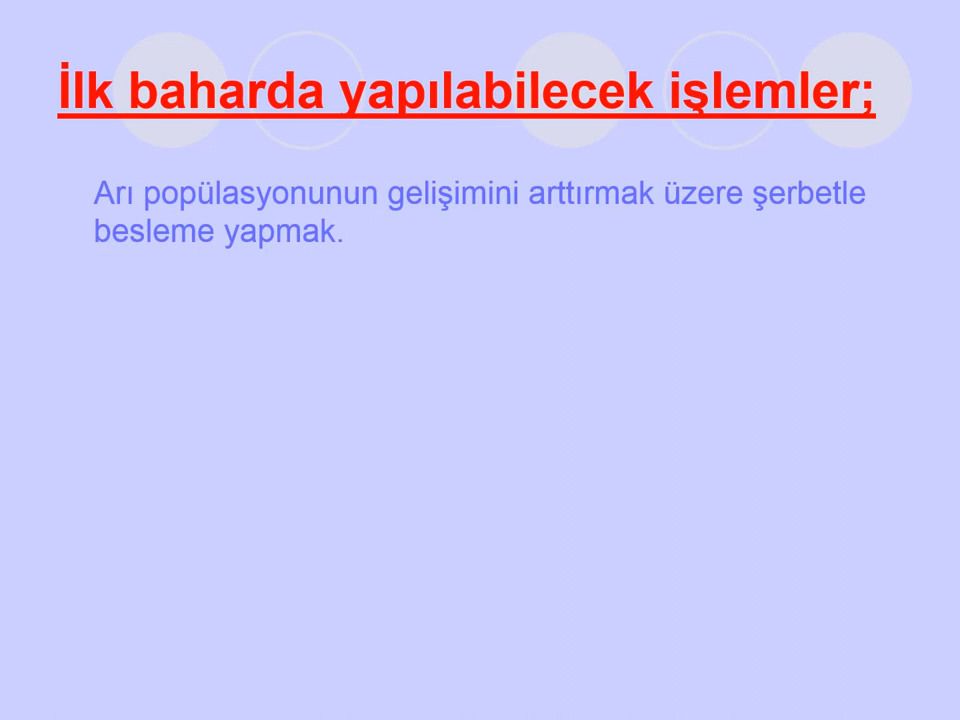 İlk baharda yapılabilecek işlemler;
Arı popülasyonunun gelişimini arttırmak üzere şerbetle
besleme yapmak.